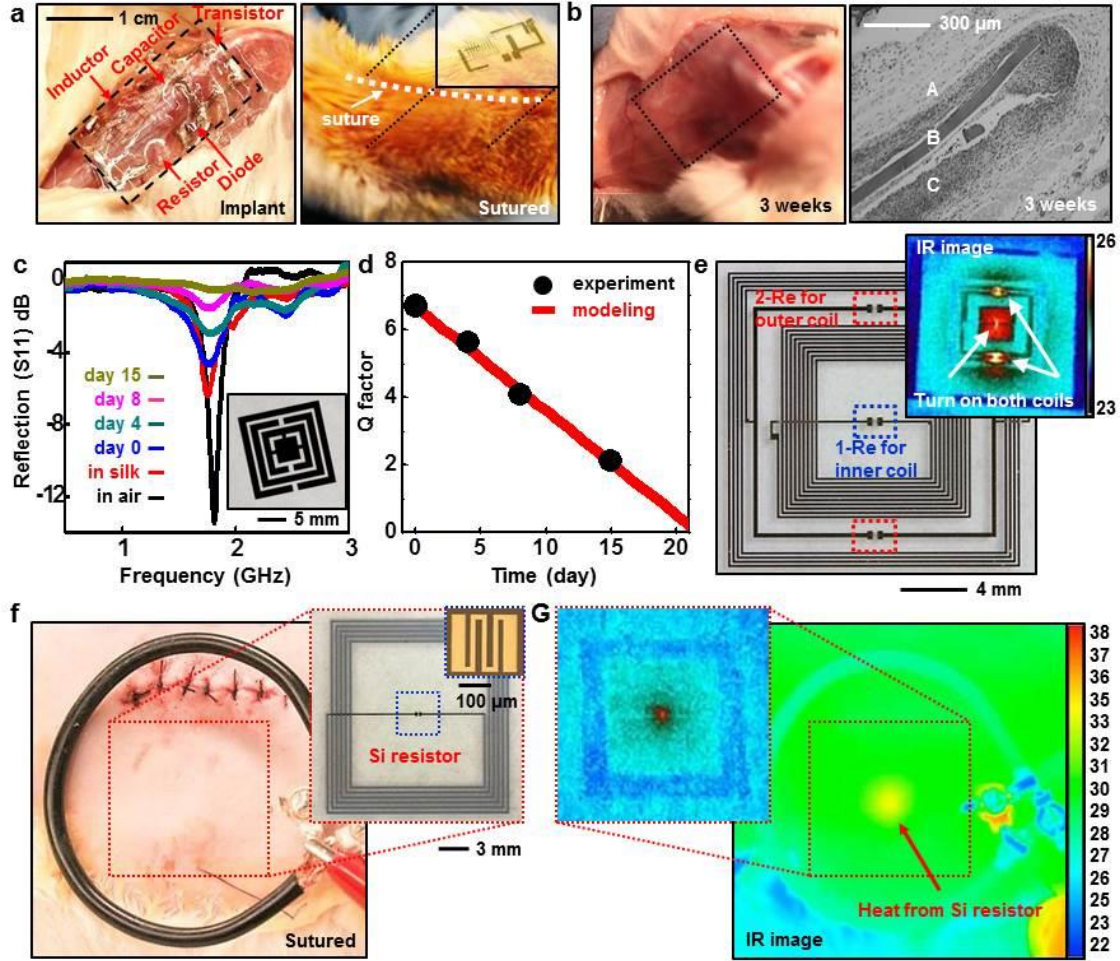 a
1 cm
Transistor
Capacitor
Inductor
Resistor
Diode
Implant
suture
Sutured
b
3 weeks
300 µm
A
B
C
3 weeks
c
Reflection (S11) dB
0
-4
-8
-12
day 15
day 8
day 4
day 0
in silk
in air
5 mm
1
2
3
Frequency (GHz)
d
Q factor
8
6
4
2
0
experiment
modeling
0
5
10
15
20
Time (day)
e
2-Re for
outer coil
1-Re for
inner coil
4 mm
IR image
Turn on both coils
26
23
f
Sutured
Si resistor
100 µm
3 mm
G
Heat from Si resistor
IR image
38
37
36
35
34
33
32
31
30
29
28
27
26
25
24
23
22